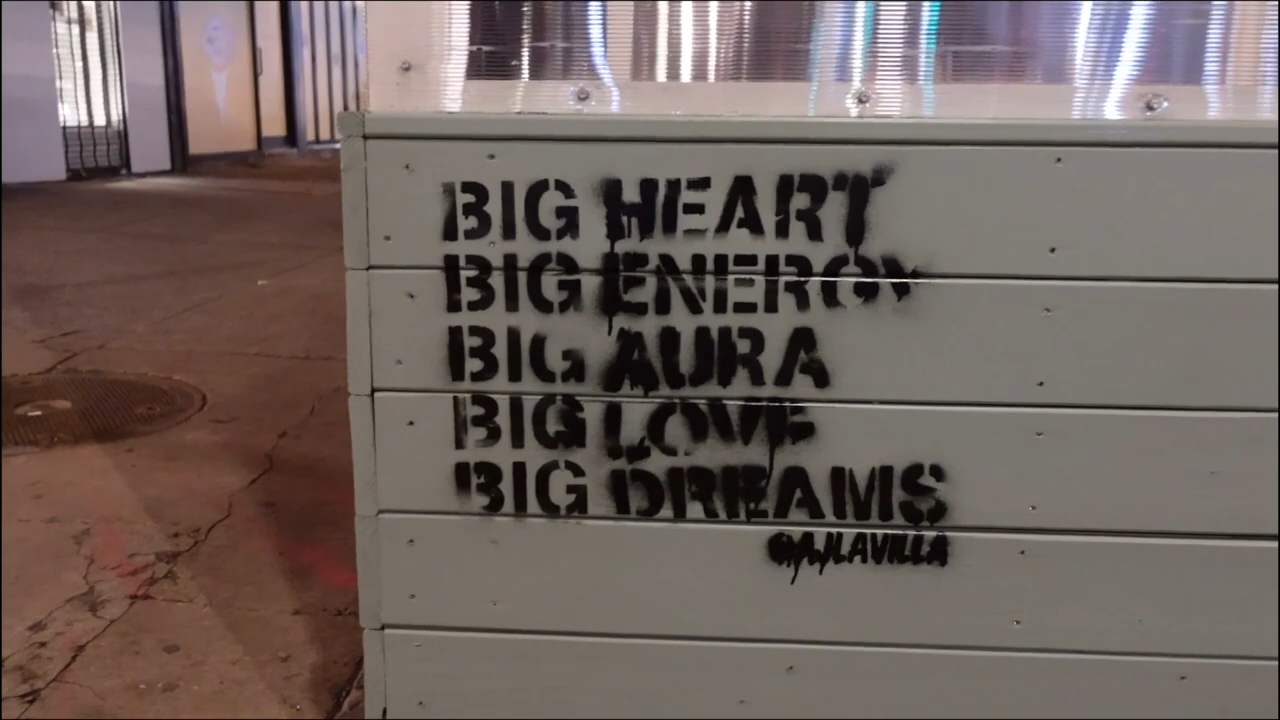 BIG HEART
BIG ENERGY
BIG AURA
BIG LOVE
BIG DREAMS
@AJLAVILLA